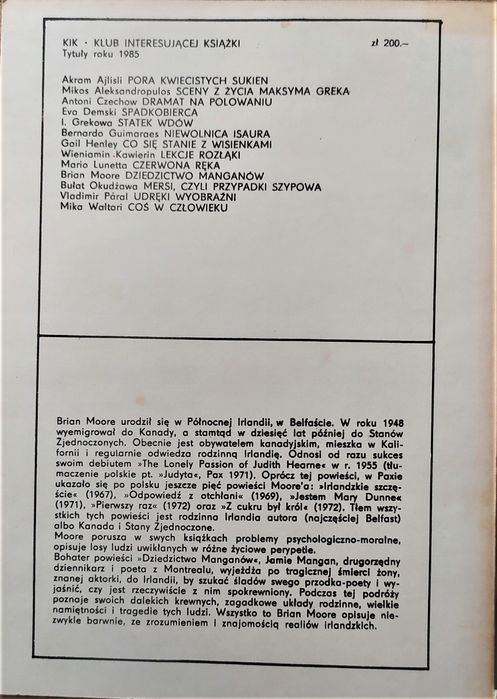 KIK · KLUB INTERESUJĄCEJ KSIĄŻKI zł 200.—
Tytuły roku 1985
Akram Ajlisli PORA KWIECISTYCH SUKIEN
Mikos Aleksandropulos SCENY Z ŻYCIA MAKSYMA GREKA
Antoni Czechow DRAMAT NA POLOWANIU
Eva Demski SPADKOBIERCA
I. Grekowa STATEK WDÓW
Bernardo Guimaraes NIEWOLNICA ISAURA
Gail Henley CO SIĘ STANIE Z WISIENKAMI
Wieniamin Kawierin LEKCJE ROZŁĄKI
Mario Lunetta CZERWONA RĘKA
Brian Moore DZIEDZICTWO MANGANÓW
Bułat Okudżawa MERSI, CZYLI PRZYPADKI SZYPOWA
Vladimir Páral UDRĘKI WYOBRAŹNI
Mika Waltari COŚ W CZŁOWIEKU
Brian Moore urodził się w Północnej Irlandii, w Belfaście. W roku 1948
wyemigrował do Kanady, a stamtąd w dziesięć lat później do Stanów
Zjednoczonych. Obecnie jest obywatelem kanadyjskim, mieszka w Kali-
fornii i regularnie odwiedza rodzinną Irlandię. Odnosi od razu sukces
swoim debiutem »The Lonely Passion of Judith Hearne« w r. 1955 (tłu-
maczenie polskie pt. »Judyta«, Pax 1971). Oprócz tej powieści, w Paxie
ukazało się po polsku jeszcze pięć powieści Moore'a: »Irlandzkie szczę-
ście« (1967), »Odpowiedź z otchłani« (1969), »Jestem Mary Dunne«
(1971), »Pierwszy raz« (1972) oraz »Z cukru był król« (1972). Tłem wszy-
stkich tych powieści jest rodzinna Irlandia autora (najczęściej Belfast)
albo Kanada i Stany Zjednoczone.
Moore porusza w swych książkach problemy psychologiczno-moralne,
opisuje losy ludzi uwikłanych w różne życiowe perypetie.
Bohater powieści »Dziedzictwo Manganów«, Jamie Mangan, drugorzędny
dziennikarz i poeta z Montrealu, wyjeżdża po tragicznej śmierci żony,
znanej aktorki, do Irlandii, by szukać śladów swego przodka-poety i wy-
jaśnić, czy jest rzeczywiście z nim spokrewniony. Podczas tej podróży
poznaje swoich dalekich krewnych, zagadkowe układy rodzinne, wielkie
namiętności i tragedie tych ludzi. Wszystko to Brian Moore opisuje nie-
zwykle barwnie, ze zrozumieniem i znajomością realiów irlandzkich.